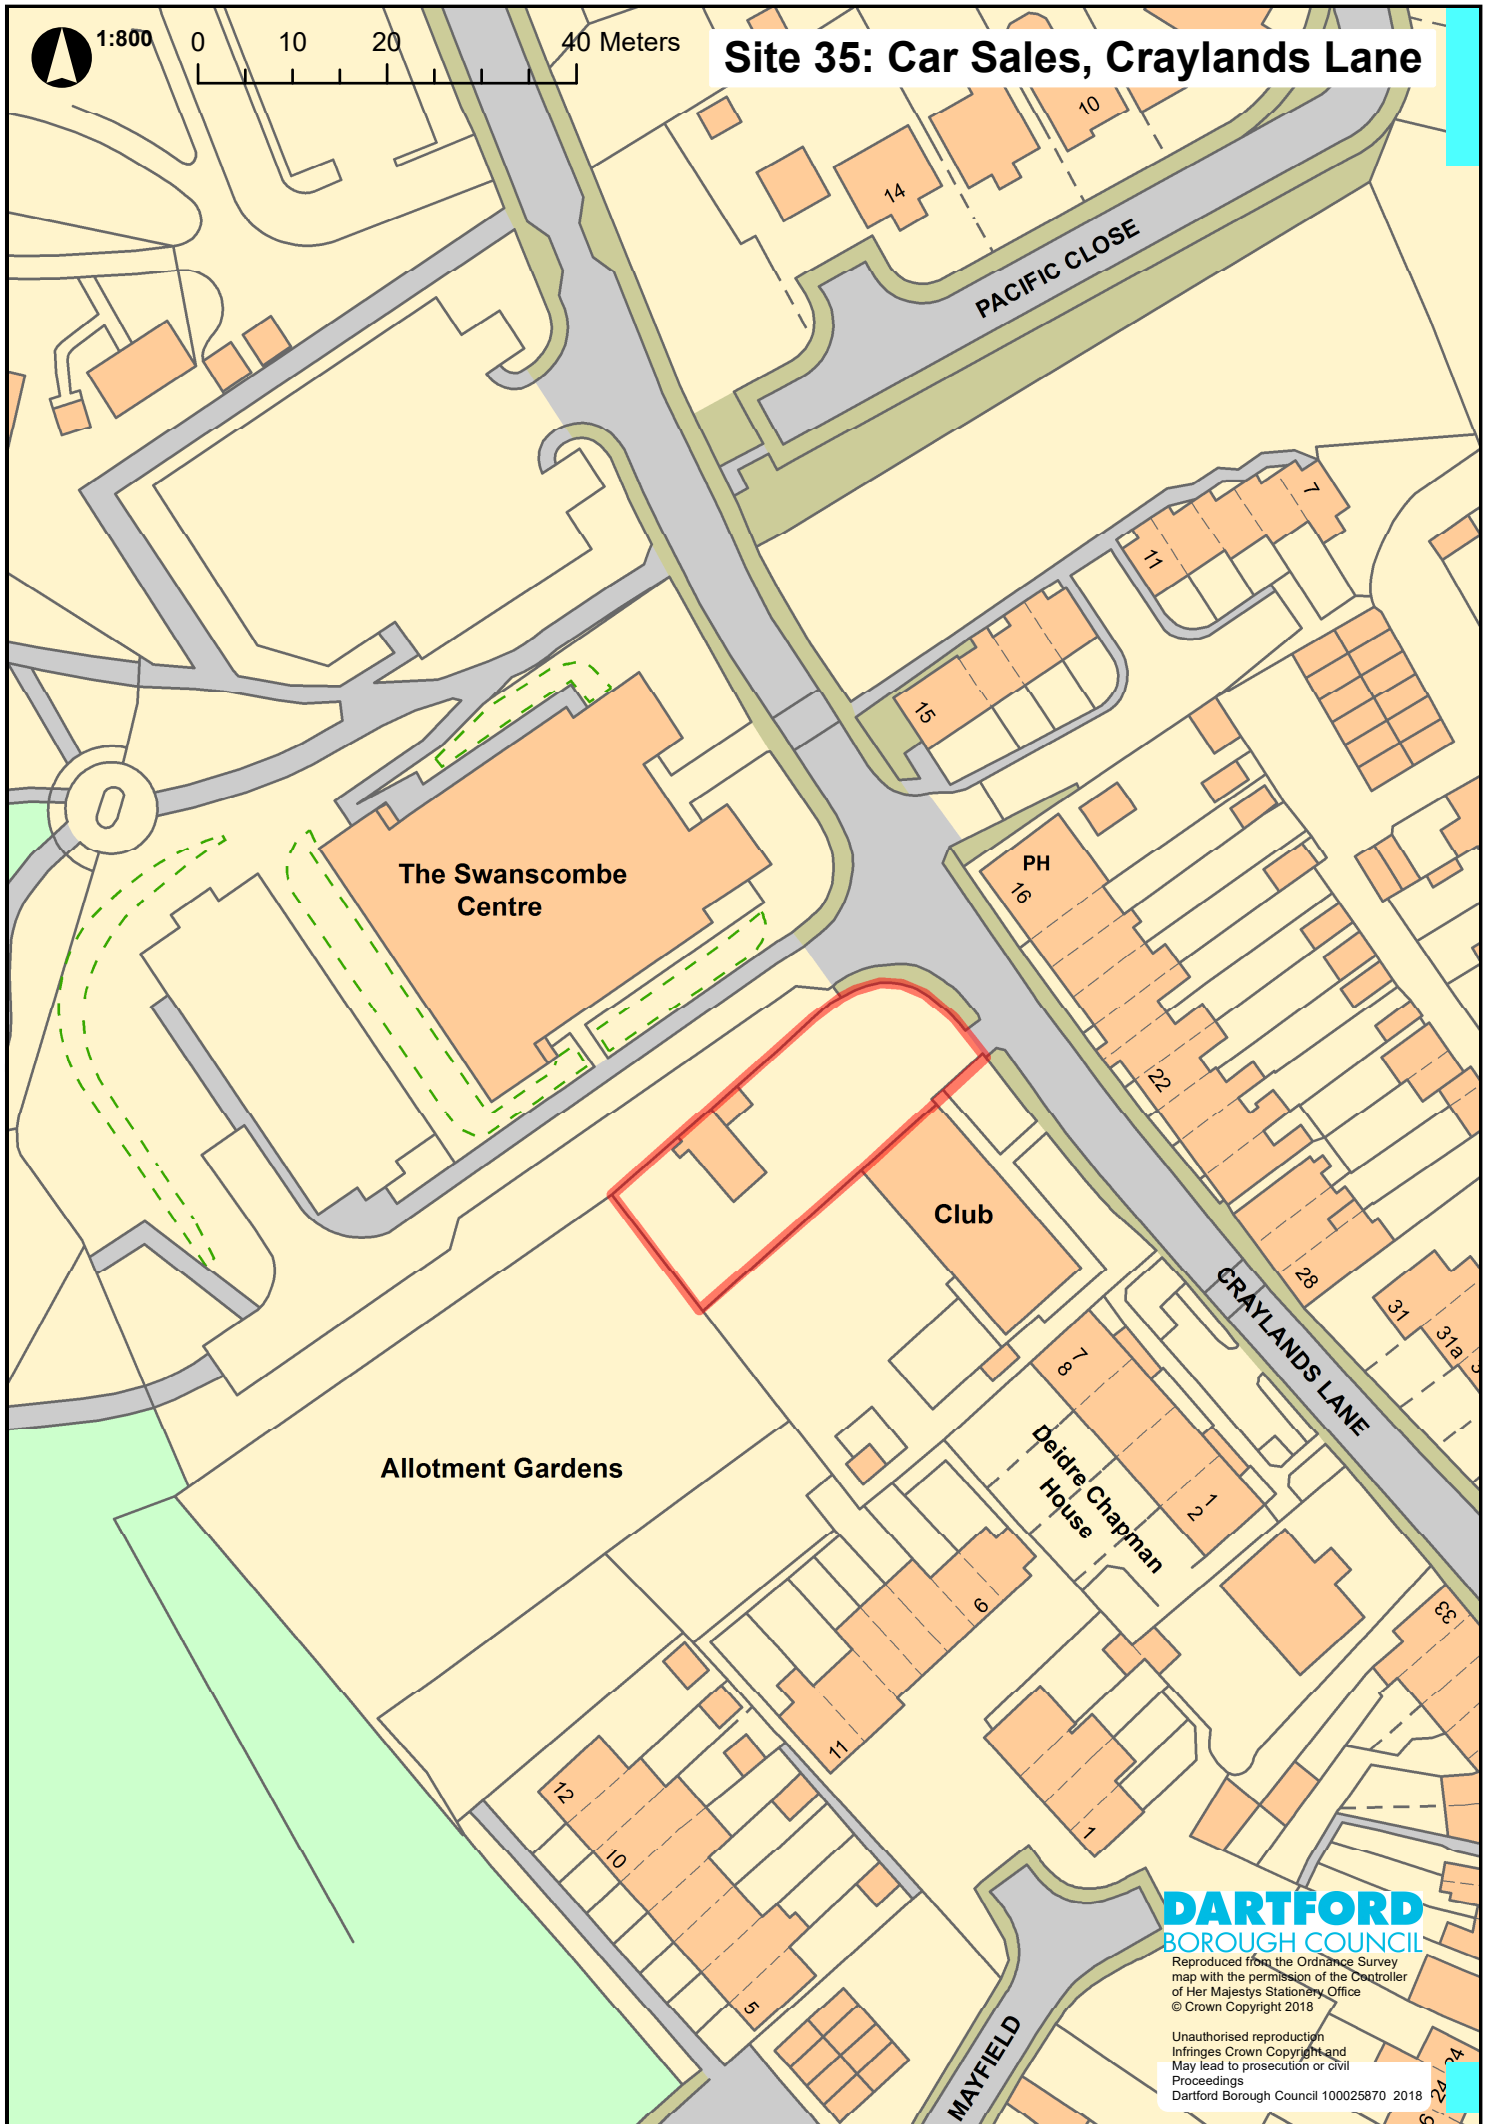 1:800
0 10 20 40 Meters
Site 35: Car Sales, Craylands Lane
10
14
PACIFIC CLOSE
7
11
15
PH
16
The Swanscombe
Centre
22
Club
28
CRAYLANDS LANE
31
31a
7
8
Allotment Gardens
Deidre Chapman
House
1
2
6
33
11
12
10
1
5
MAYFIELD
DARTFORD
BOROUGH COUNCIL
Reproduced from the Ordnance Survey
map with the permission of the Controller
of Her Majestys Stationery Office
© Crown Copyright 2018
Unauthorised reproduction
Infringes Crown Copyright and
May lead to prosecution or civil
Proceedings
Dartford Borough Council 100025870 2018
24
24